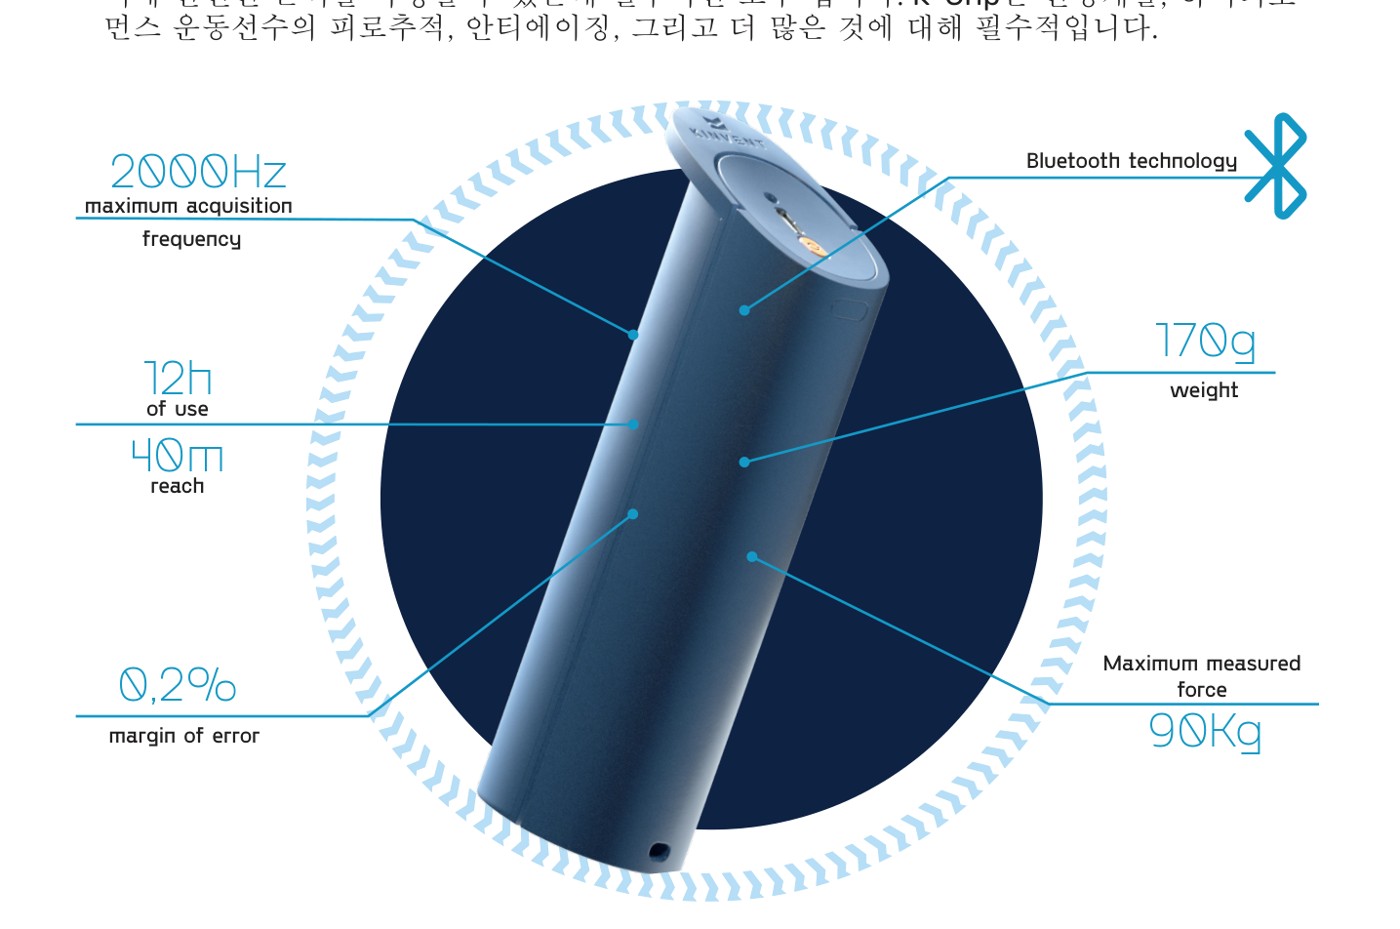 K-Grip
먼스 운동선수의 피로추적, 안티에이징, 그리고 더 많은 것에 대해 필수적입니다.
KINVENT
2000Hz
maximum acquisition
frequency
Bluetooth technology
12h
of use
40m
reach
170g
weight
0,2%
margin of error
Maximum measured
force
90Kg